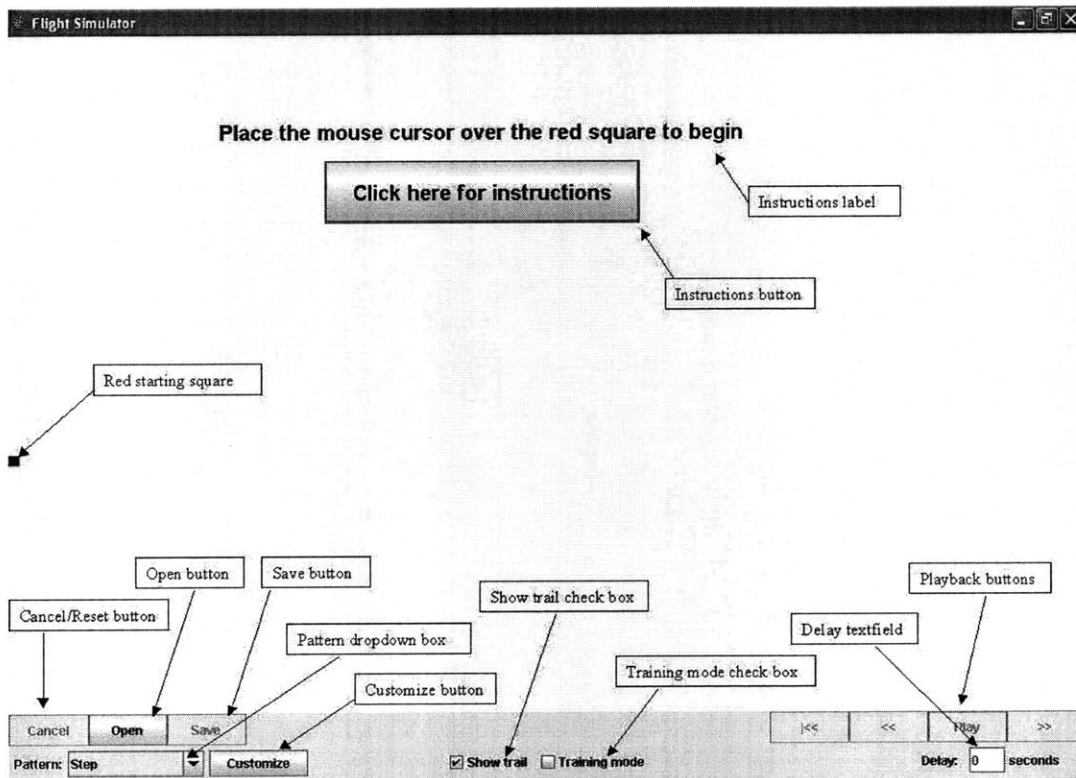 Flight Simulator
Place the mouse cursor over the red square to begin
Click here for instructions
Instructions label
Instructions button
Red starting square
Open button
Save button
Playback buttons
Show trail check box
Cancel/Reset button
Delay textfield
Pattern dropdown box
Training mode check box
Customize button
Cancel
Open
Save
|<<
<<
Play
>>
Pattern:
Step
Customize
Show trail
Training mode
Delay:
0
seconds